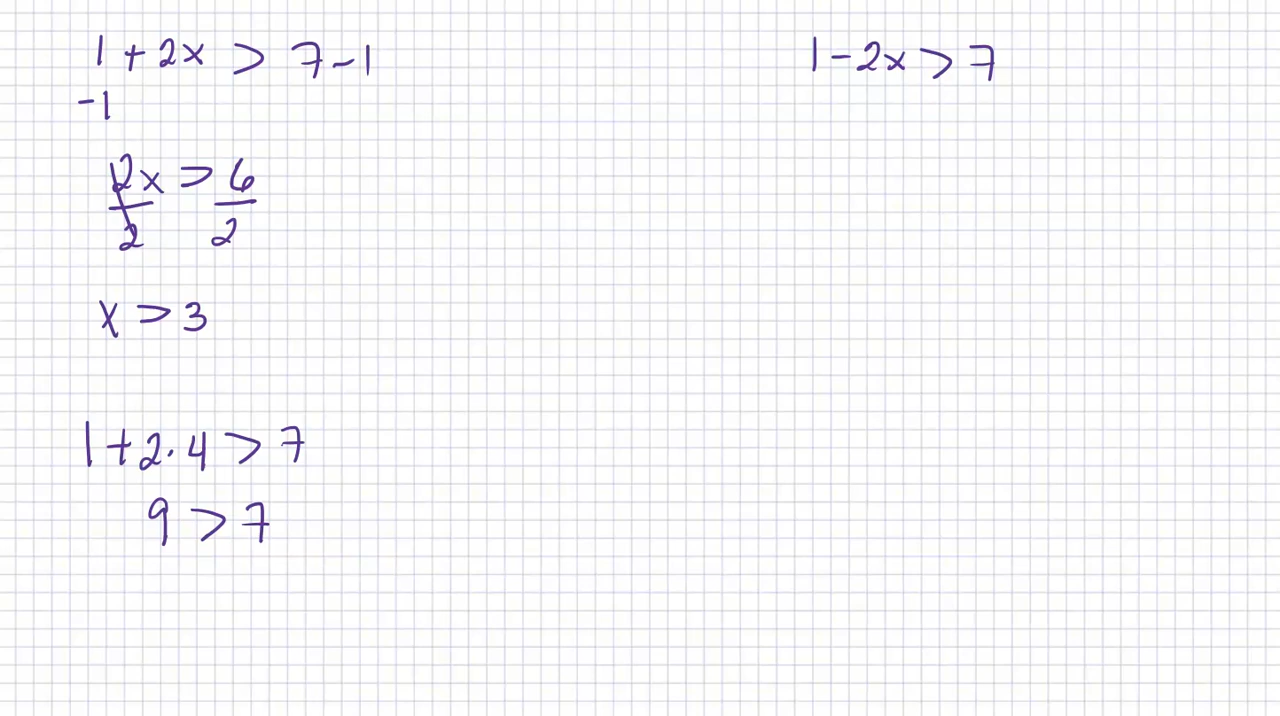 1 + 2x > 7 - 1
-1
2x > 6
2 2
x > 3
1 + 2 · 4 > 7
9 > 7
1 - 2x > 7